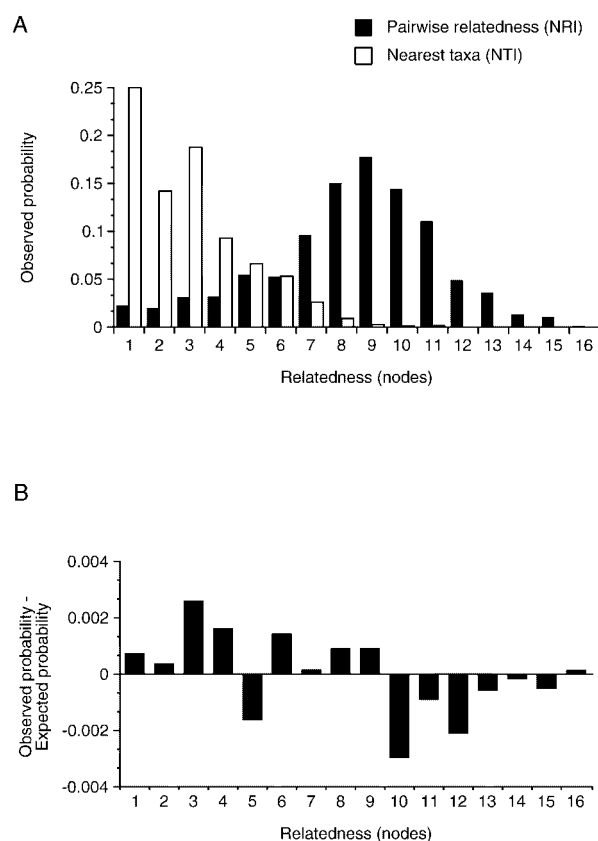 A
Pairwise relatedness (NRI)
Nearest taxa (NTI)
Observed probability
0.25
0.2
0.15
0.1
0.05
0
1 2 3 4 5 6 7 8 9 10 11 12 13 14 15 16
Relatedness (nodes)
B
Observed probability -
Expected probability
0.004
0.002
0
-0.002
-0.004
1 2 3 4 5 6 7 8 9 10 11 12 13 14 15 16
Relatedness (nodes)